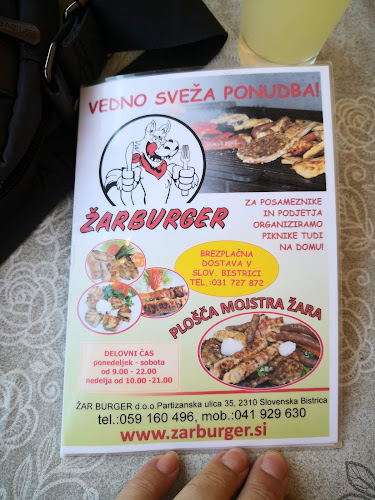 VEDNO SVEŽA PONUDBA!
ŽARBURGER
ZA POSAMEZNIKE
IN PODJETJA
ORGANIZIRAMO
PIKNIKE TUDI
NA DOMU!
BREZPLAČNA
DOSTAVA V
SLOV. BISTRICI
TEL.:031 727 872
PLOŠČA MOJSTRA ŽARA
DELOVNI ČAS
ponedeljek - sobota
od 9.00 - 22.00
nedelja od 10.00 -21.00
ŽAR BURGER d.o.o.Partizanska ulica 35, 2310 Slovenska Bistrica
tel.:059 160 496, mob.:041 929 630
www.zarburger.si